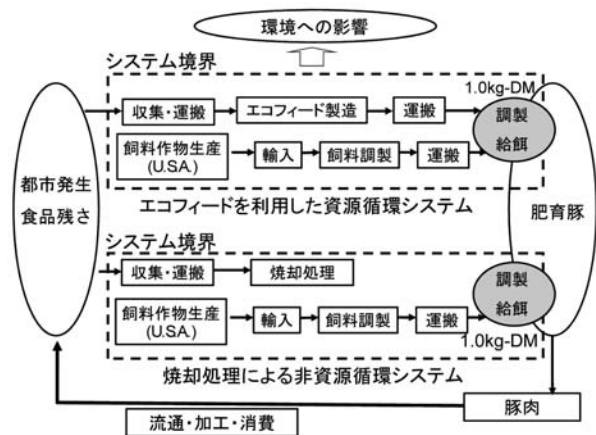 環境への影響
システム境界
1.0kg-DM
収集・運搬
エコフィード製造
運搬
調製
給餌
飼料作物生産
(U.S.A.)
輸入
飼料調製
運搬
都市発生
食品残さ
エコフィードを利用した資源循環システム
肥育豚
システム境界
収集・運搬
焼却処理
調製
給餌
飼料作物生産
(U.S.A.)
輸入
飼料調製
運搬
1.0kg-DM
焼却処理による非資源循環システム
豚肉
流通・加工・消費